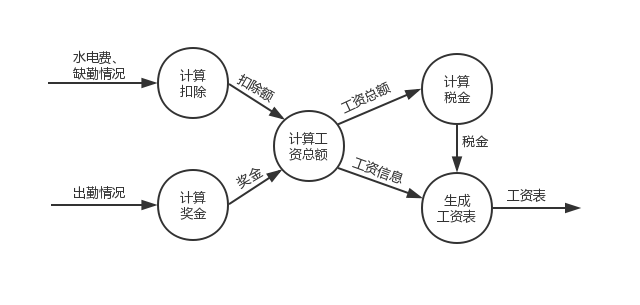 水电费、
缺勤情况
计算
扣除
扣除额
计算工
资总额
工资总额
计算
税金
税金
出勤情况
计算
奖金
奖金
工资信息
生成
工资表
工资表